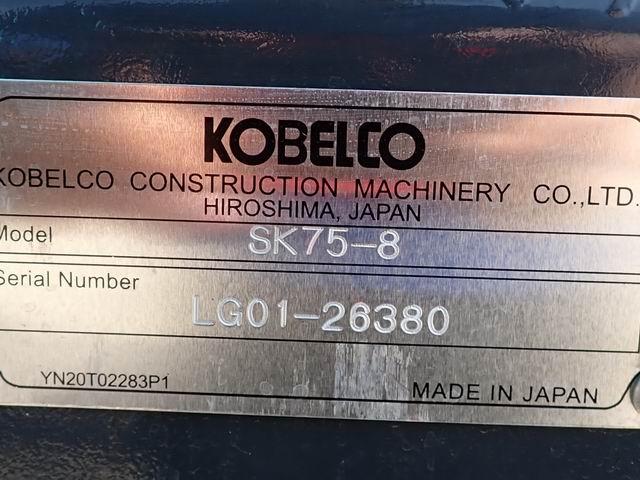 KOBELCO
KOBELCO CONSTRUCTION MACHINERY CO.,LTD.
HIROSHIMA, JAPAN
Model SK75-8
Serial Number
LG01-26380
YN20T02283P1 MADE IN JAPAN